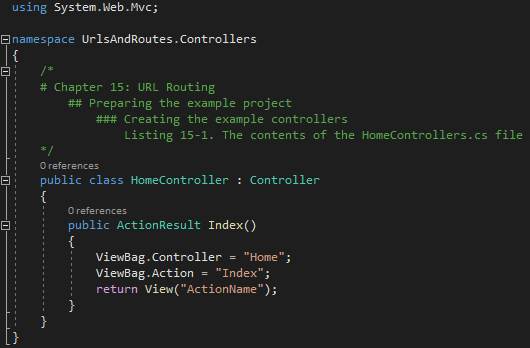 using System.Web.Mvc;
namespace UrlsAndRoutes.Controllers
{
/*
# Chapter 15: URL Routing
## Preparing the example project
### Creating the example controllers
Listing 15-1. The contents of the HomeControllers.cs file
*/
0 references
public class HomeController : Controller
{
0 references
public ActionResult Index()
{
ViewBag.Controller = "Home";
ViewBag.Action = "Index";
return View("ActionName");
}
}
}